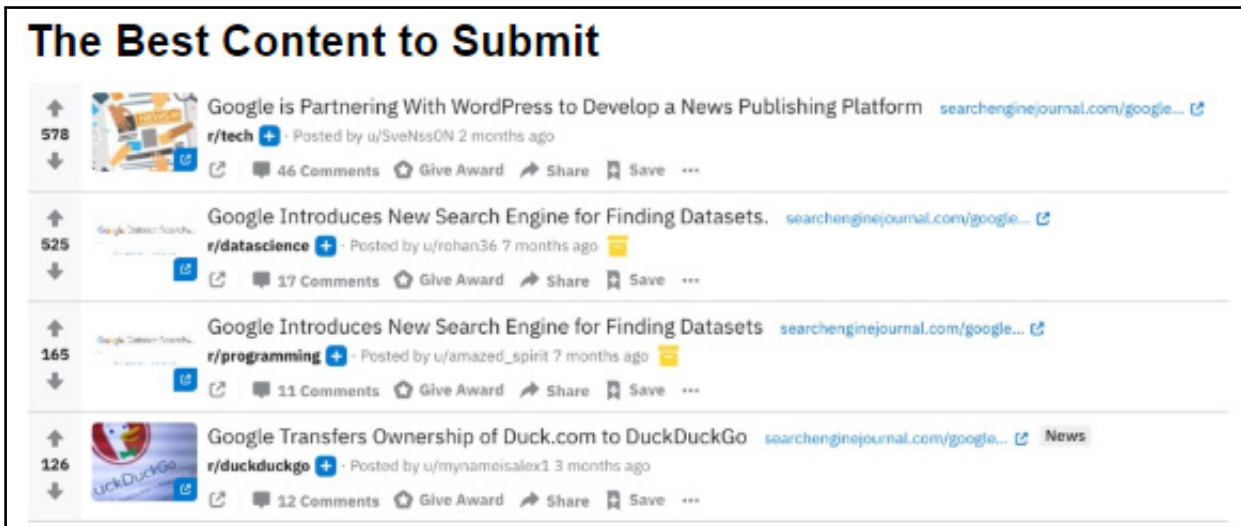 The Best Content to Submit
Google is Partnering With WordPress to Develop a News Publishing Platform searchenginejournal.com/google...
578
r/tech · Posted by u/SveNss0N 2 months ago
46 Comments Give Award Share Save ...
Google Introduces New Search Engine for Finding Datasets. searchenginejournal.com/google...
525
r/datascience · Posted by u/rohan36 7 months ago
17 Comments Give Award Share Save ...
Google Introduces New Search Engine for Finding Datasets searchenginejournal.com/google...
165
r/programming · Posted by u/amazed_spirit 7 months ago
11 Comments Give Award Share Save ...
Google Transfers Ownership of Duck.com to DuckDuckGo searchenginejournal.com/google... News
126
r/duckduckgo · Posted by u/mynameisalex1 3 months ago
uckDuckGo
12 Comments Give Award Share Save ...